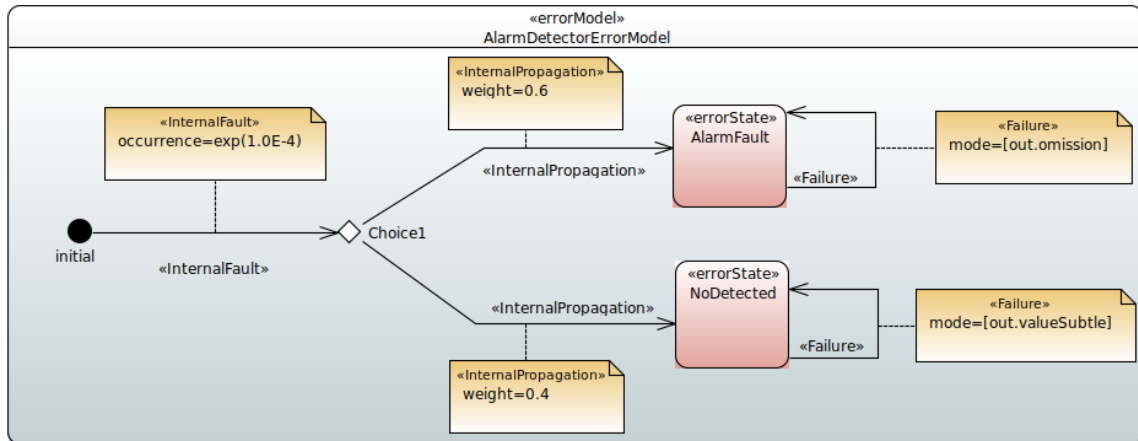 «errorModel»
AlarmDetectorErrorModel
«InternalPropagation»
weight=0.6
«InternalFault»
occurrence=exp(1.0E-4)
«errorState»
AlarmFault
«Failure»
mode=[out.omission]
«InternalPropagation»
«Failure»
Choice1
initial
«InternalFault»
«errorState»
NoDetected
«InternalPropagation»
«Failure»
mode=[out.valueSubtle]
«Failure»
«InternalPropagation»
weight=0.4